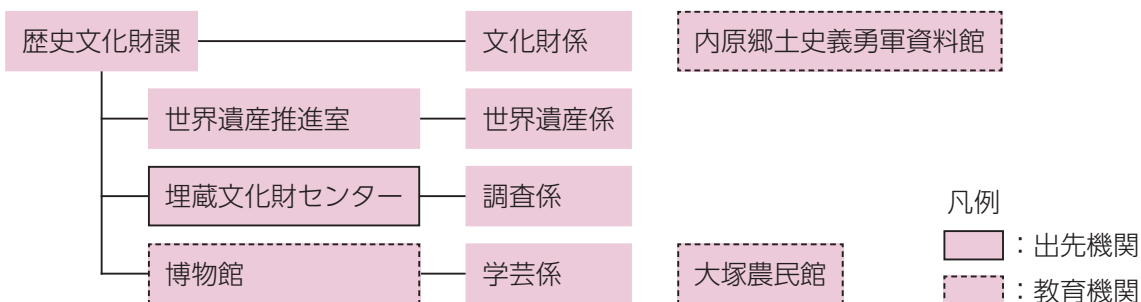 歴史文化財課 文化財係 内原郷土史義勇軍資料館
世界遺産推進室 世界遺産係
埋蔵文化財センター 調査係
博物館 学芸係 大塚農民館
凡例
：出先機関
：教育機関